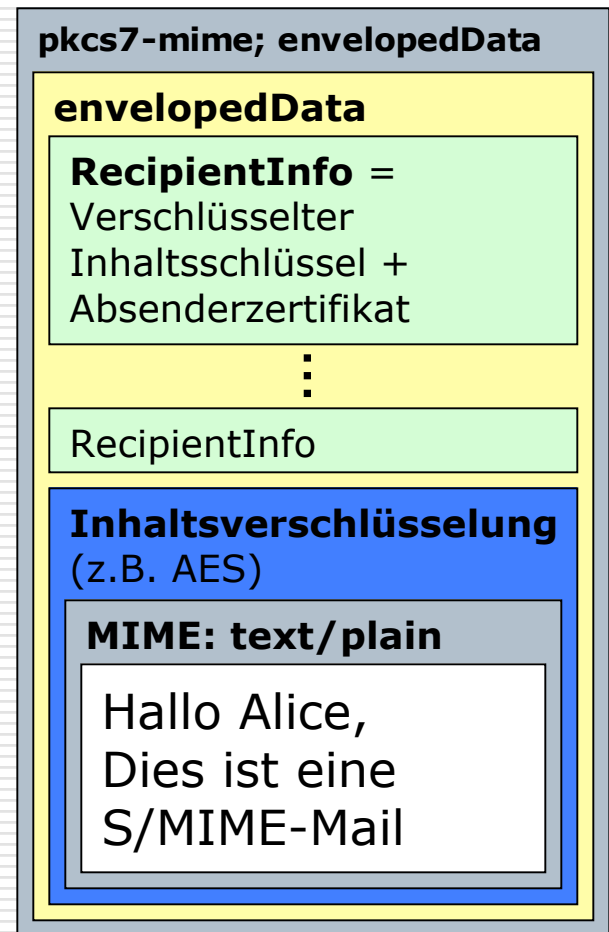 pkcs7-mime; envelopedData
envelopedData
RecipientInfo =
Verschlüsselter
Inhaltsschlüssel +
Absenderzertifikat
⋮
RecipientInfo
Inhaltsverschlüsselung
(z.B. AES)
MIME: text/plain
Hallo Alice,
Dies ist eine
S/MIME-Mail